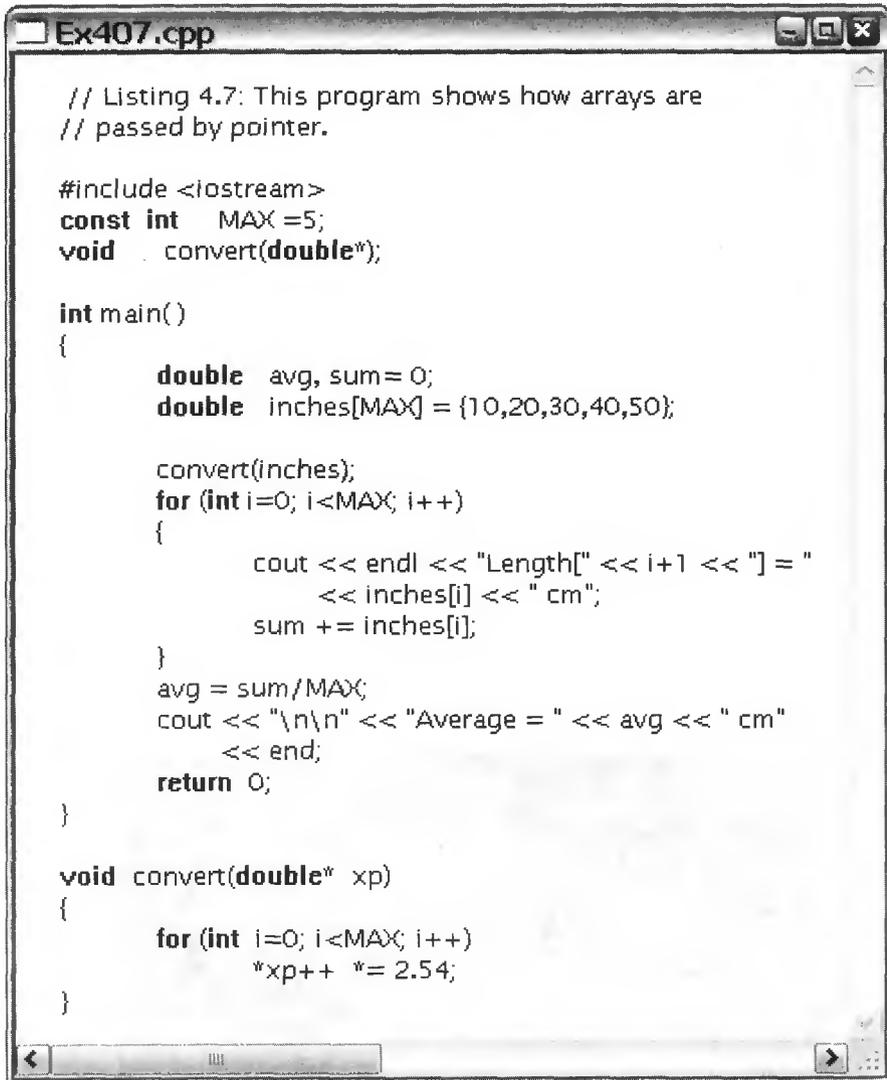 Ex407.cpp
// Listing 4.7: This program shows how arrays are
// passed by pointer.
#include <iostream>
const int MAX =5;
void convert(double*);
int main()
{
double avg, sum= 0;
double inches[MAX] = {10,20,30,40,50};
convert(inches);
for (int i=0; i<MAX; i++)
{
cout << endl << "Length[" << i+1 << "] = "
<< inches[i] << " cm";
sum += inches[i];
}
avg = sum/MAX;
cout << "\n\n" << "Average = " << avg << " cm"
<< end;
return 0;
}
void convert(double* xp)
{
for (int i=0; i<MAX; i++)
*xp++ *= 2.54;
}